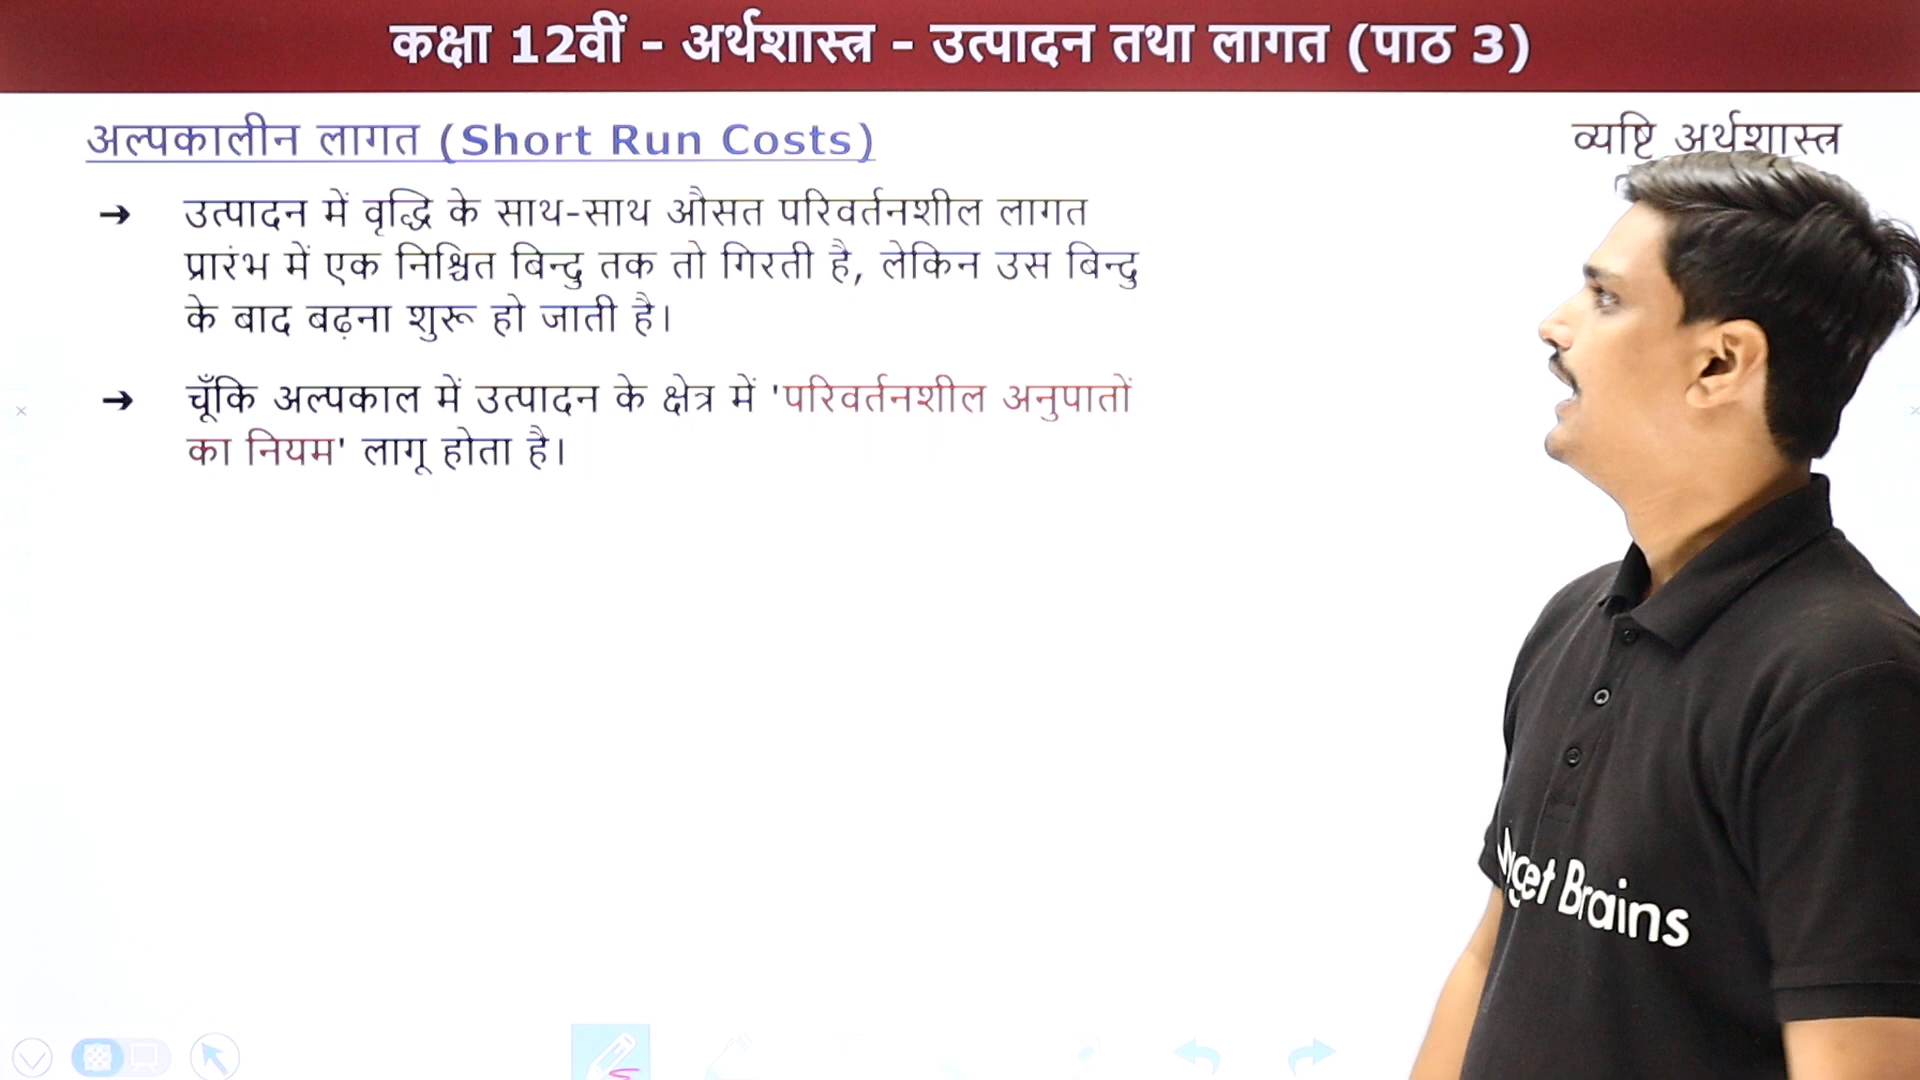 कक्षा 12वीं - अर्थशास्त्र - उत्पादन तथा लागत (पाठ 3)
अल्पकालीन लागत (Short Run Costs)
व्यष्टि अर्थशास्त्र
➔ उत्पादन में वृद्धि के साथ-साथ औसत परिवर्तनशील लागत
प्रारंभ में एक निश्चित बिन्दु तक तो गिरती है, लेकिन उस बिन्दु
के बाद बढ़ना शुरू हो जाती है।
➔ चूँकि अल्पकाल में उत्पादन के क्षेत्र में 'परिवर्तनशील अनुपातों
का नियम' लागू होता है।
Brains